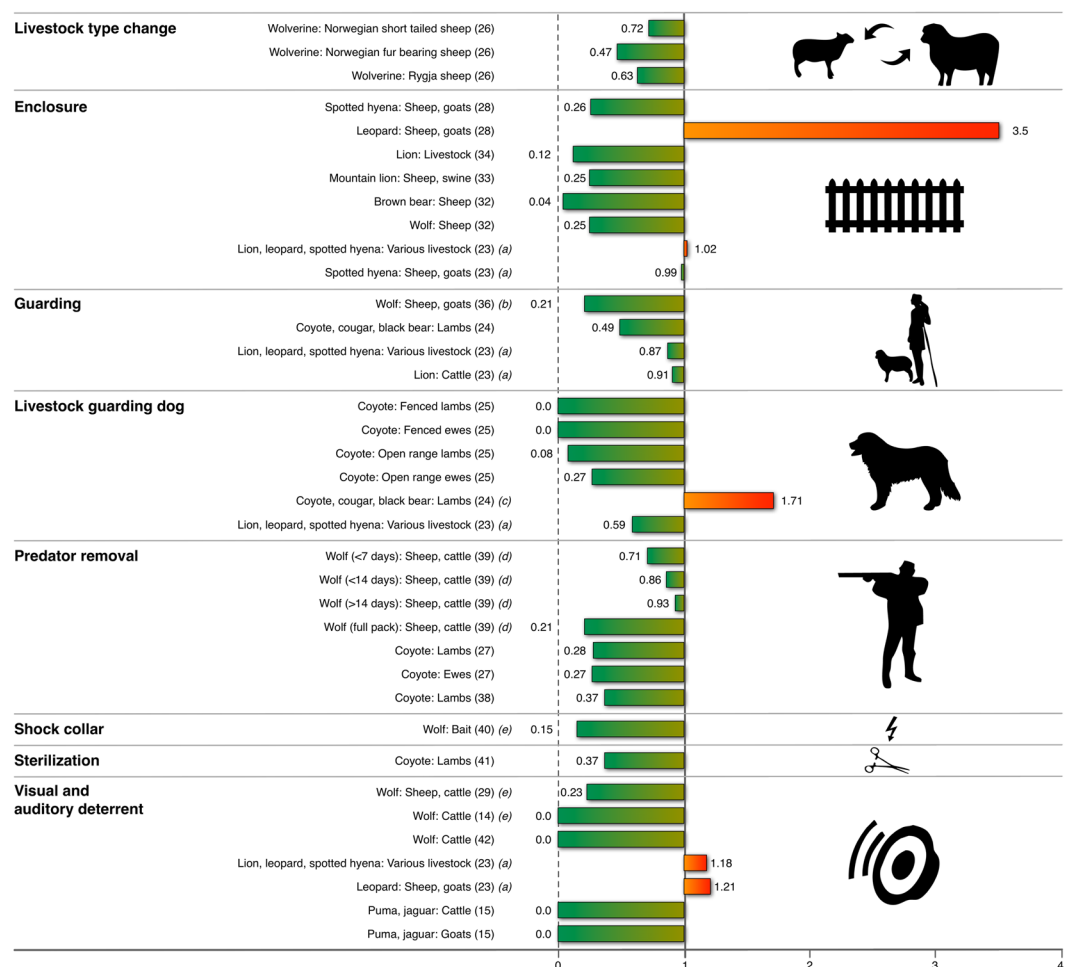 Livestock type change
Wolverine: Norwegian short tailed sheep (26) 0.72
Wolverine: Norwegian fur bearing sheep (26) 0.47
Wolverine: Rygja sheep (26) 0.63
Enclosure
Spotted hyena: Sheep, goats (28) 0.26
Leopard: Sheep, goats (28) 3.5
Lion: Livestock (34) 0.12
Mountain lion: Sheep, swine (33) 0.25
Brown bear: Sheep (32) 0.04
Wolf: Sheep (32) 0.25
Lion, leopard, spotted hyena: Various livestock (23) (a) 1.02
Spotted hyena: Sheep, goats (23) (a) 0.99
Guarding
Wolf: Sheep, goats (36) (b) 0.21
Coyote, cougar, black bear: Lambs (24) 0.49
Lion, leopard, spotted hyena: Various livestock (23) (a) 0.87
Lion: Cattle (23) (a) 0.91
Livestock guarding dog
Coyote: Fenced lambs (25) 0.0
Coyote: Fenced ewes (25) 0.0
Coyote: Open range lambs (25) 0.08
Coyote: Open range ewes (25) 0.27
Coyote, cougar, black bear: Lambs (24) (c) 1.71
Lion, leopard, spotted hyena: Various livestock (23) (a) 0.59
Predator removal
Wolf (<7 days): Sheep, cattle (39) (d) 0.71
Wolf (<14 days): Sheep, cattle (39) (d) 0.86
Wolf (>14 days): Sheep, cattle (39) (d) 0.93
Wolf (full pack): Sheep, cattle (39) (d) 0.21
Coyote: Lambs (27) 0.28
Coyote: Ewes (27) 0.27
Coyote: Lambs (38) 0.37
Shock collar
Wolf: Bait (40) (e) 0.15
Sterilization
Coyote: Lambs (41) 0.37
Visual and
auditory deterrent
Wolf: Sheep, cattle (29) (e) 0.23
Wolf: Cattle (14) (e) 0.0
Wolf: Cattle (42) 0.0
Lion, leopard, spotted hyena: Various livestock (23) (a) 1.18
Leopard: Sheep, goats (23) (a) 1.21
Puma, jaguar: Cattle (15) 0.0
Puma, jaguar: Goats (15) 0.0
0 1 2 3 4